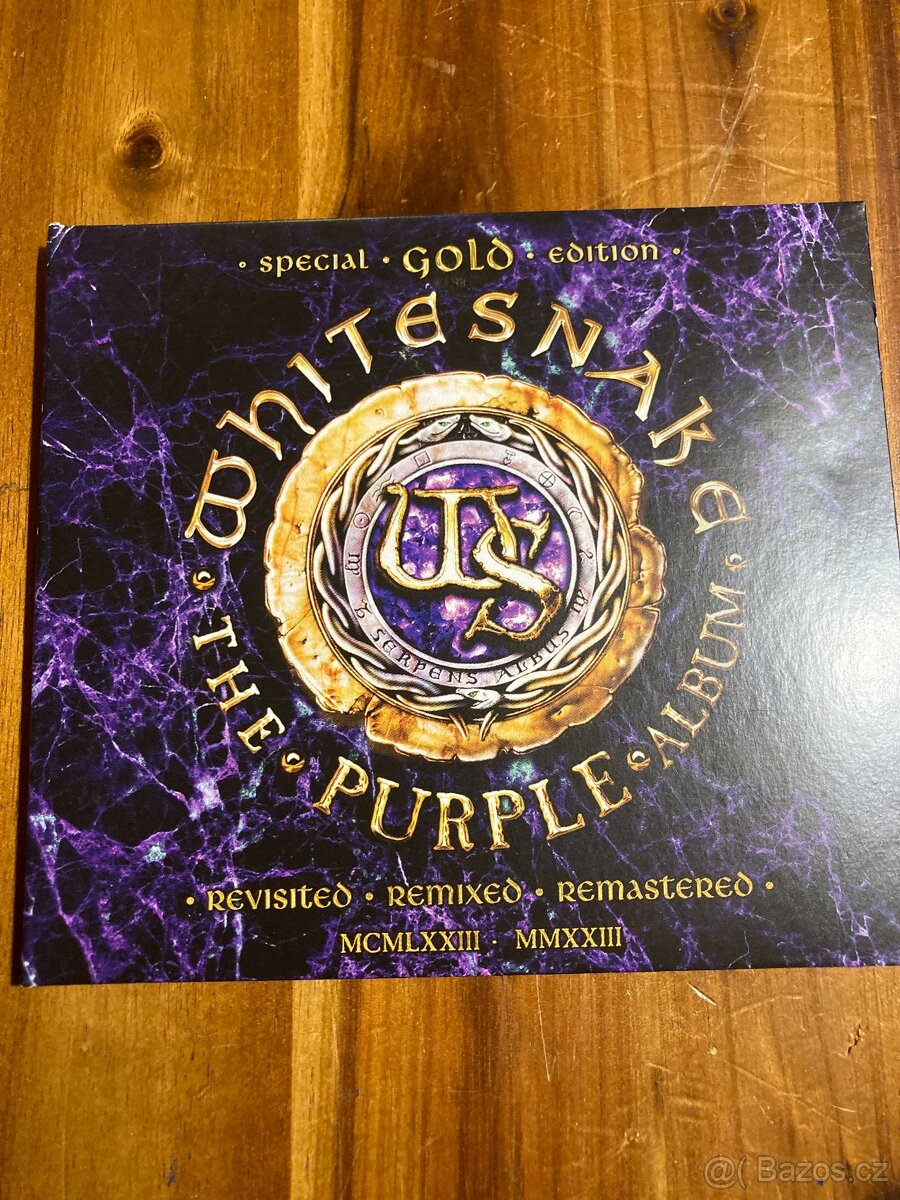 · SPECIAL · GOLD · EDITION ·
WHITESNAKE
· THE · PURPLE · ALBUM ·
WS
SERPENS ALBUS
· REVISITED · REMIXED · REMASTERED ·
MCMLXXIII · MMXXIII
@( Bazos.cz